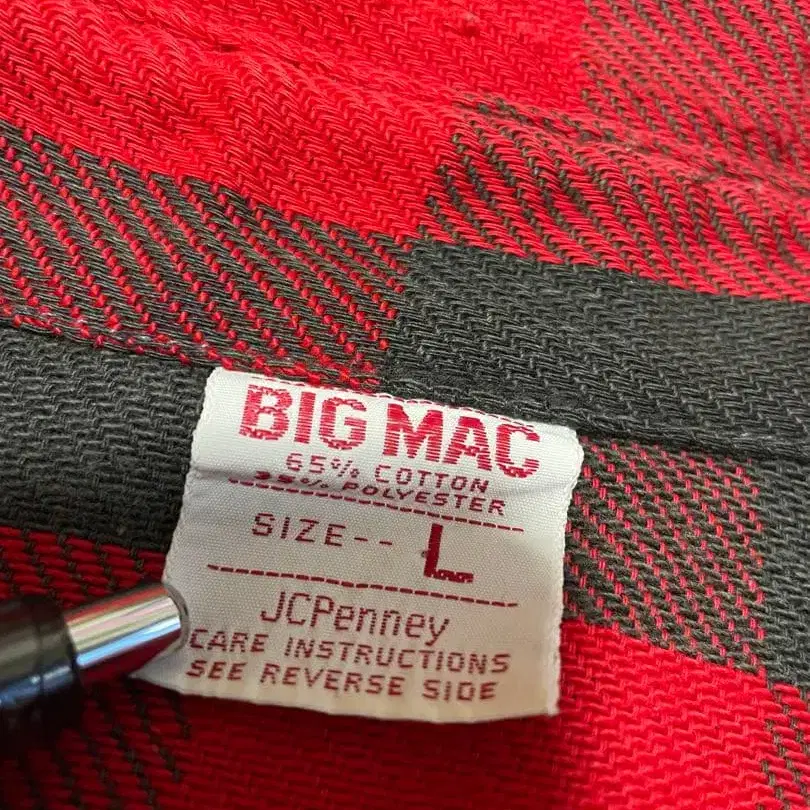 BIG MAC
65% COTTON
35% POLYESTER
SIZE-- L
JCPenney
CARE INSTRUCTIONS
SEE REVERSE SIDE